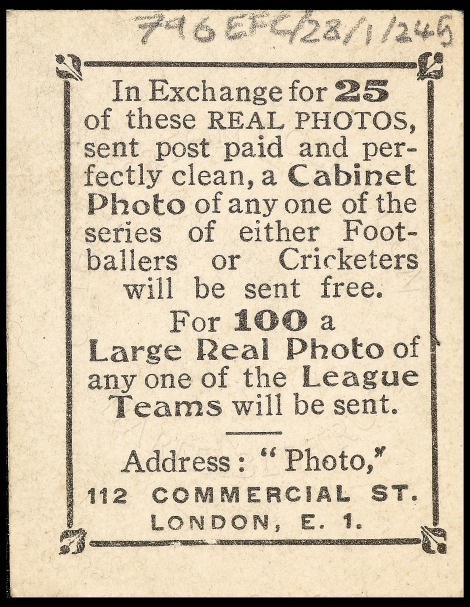 796 EFC/28/1/245
In Exchange for 25
of these REAL PHOTOS,
sent post paid and per-
fectly clean, a Cabinet
Photo of any one of the
series of either Foot-
ballers or Cricketers
will be sent free.
For 100 a
Large Real Photo of
any one of the League
Teams will be sent.
Address: "Photo,"
112 COMMERCIAL ST.
LONDON, E. 1.